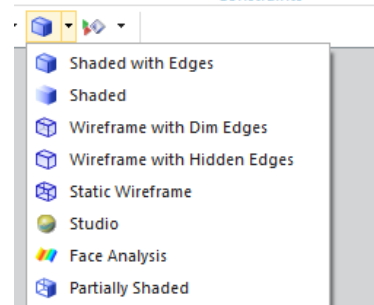 Constraints
Shaded with Edges
Shaded
Wireframe with Dim Edges
Wireframe with Hidden Edges
Static Wireframe
Studio
Face Analysis
Partially Shaded